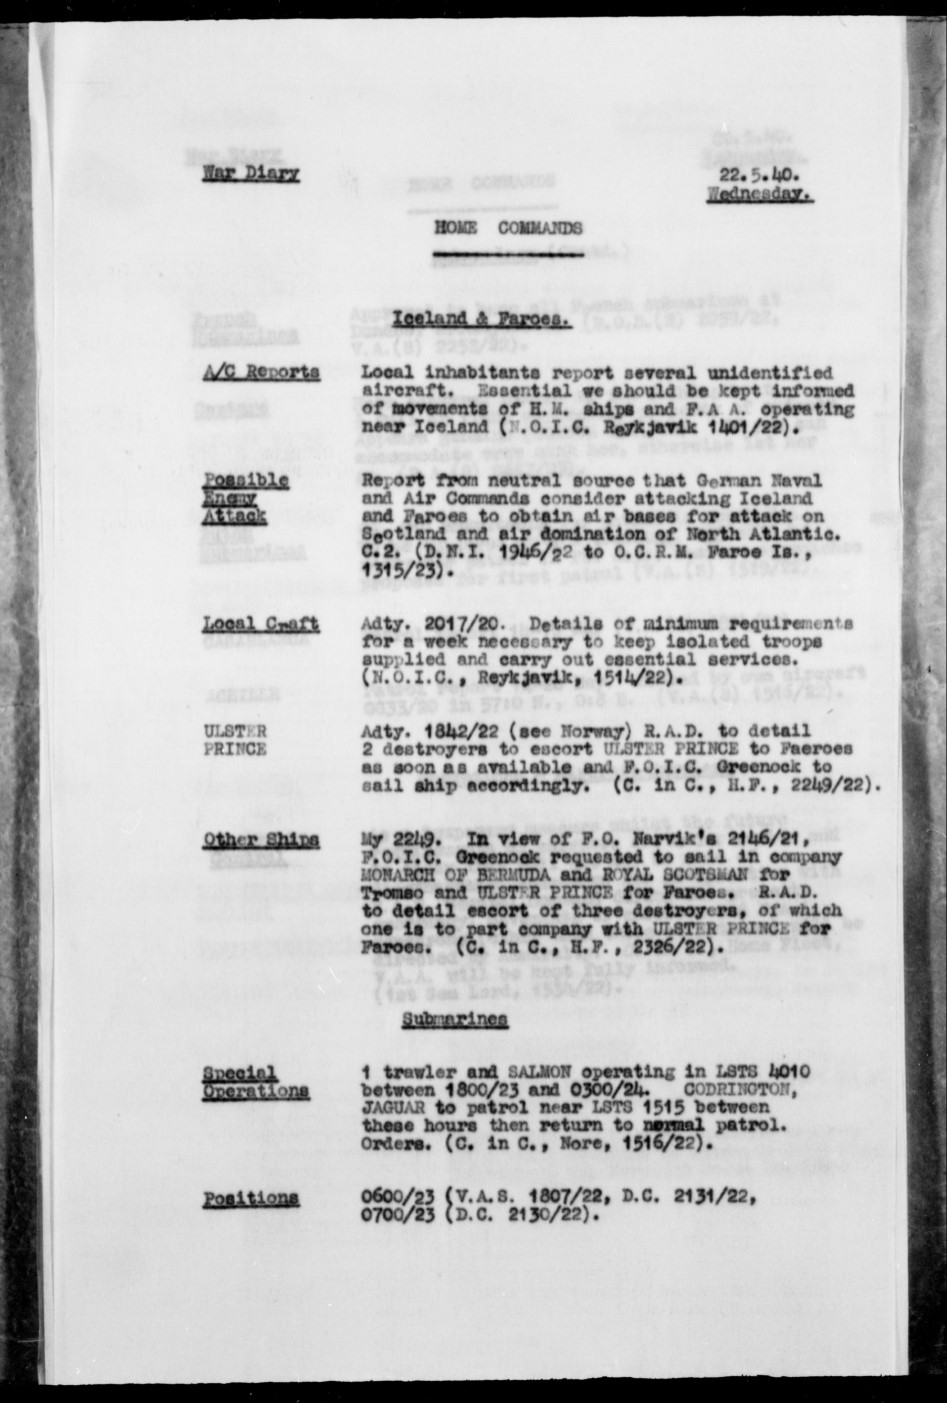 War Diary
22.5.40.
Wednesday.
HOME COMMANDS
Iceland & Faroes.
A/C Reports
Local inhabitants report several unidentified
aircraft. Essential we should be kept informed
of movements of H.M. ships and F.A A. operating
near Iceland (N.O.I.C. Reykjavik 1401/22).
Possible
Enemy
Attack
Report from neutral source that German Naval
and Air Commands consider attacking Iceland
and Faroes to obtain air bases for attack on
Scotland and air domination of North Atlantic.
C.2. (D.N.I. 1946/22 to O.C.R.M. Faroe Is.,
1315/23).
Local Craft
Adty. 2017/20. Details of minimum requirements
for a week necessary to keep isolated troops
supplied and carry out essential services.
(N.O.I.C., Reykjavik, 1514/22).
ULSTER
PRINCE
Adty. 1842/22 (see Norway) R.A.D. to detail
2 destroyers to escort ULSTER PRINCE to Faeroes
as soon as available and F.O.I.C. Greenock to
sail ship accordingly. (C. in C., H.F., 2249/22).
Other Ships
My 2249. In view of F.O. Narvik's 2146/21,
F.O.I.C. Greenock requested to sail in company
MONARCH OF BERMUDA and ROYAL SCOTSMAN for
Tromso and ULSTER PRINCE for Faroes. R.A.D.
to detail escort of three destroyers, of which
one is to part company with ULSTER PRINCE for
Faroes. (C. in C., H.F., 2326/22).
Submarines
Special
Operations
1 trawler and SALMON operating in LSTS 4010
between 1800/23 and 0300/24. CODRINGTON,
JAGUAR to patrol near LSTS 1515 between
these hours then return to normal patrol.
Orders. (C. in C., Nore, 1516/22).
Positions
0600/23 (V.A.S. 1807/22, D.C. 2131/22,
0700/23 (D.C. 2130/22).